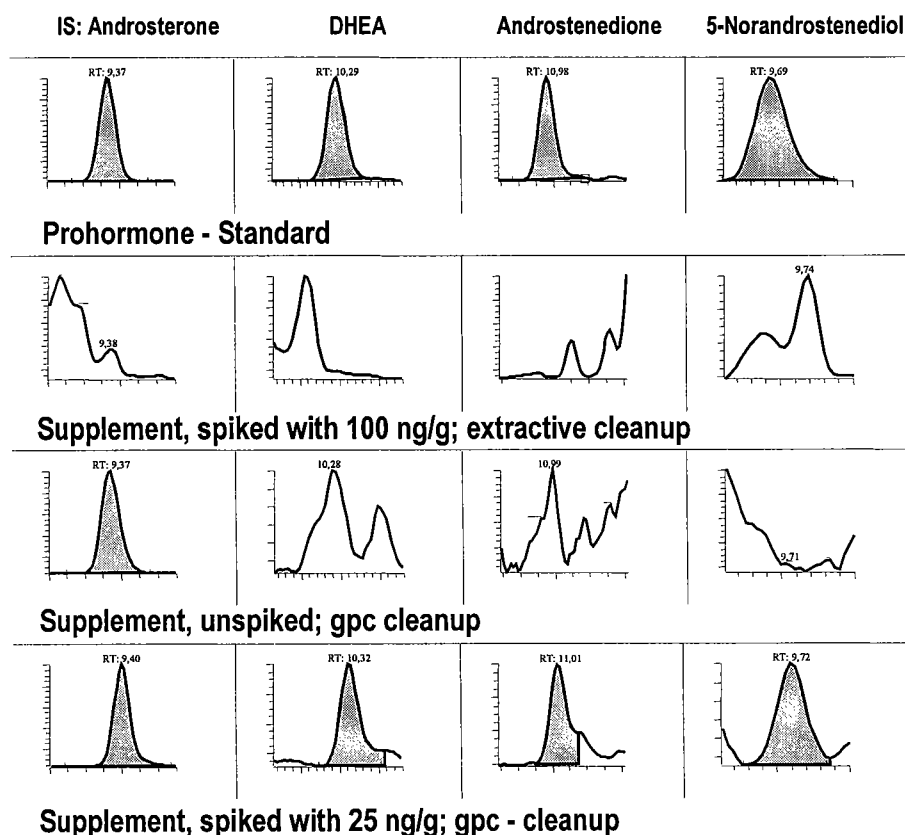 IS: Androsterone DHEA Androstenedione 5-Norandrostenediol
RT: 9,37 RT: 10,29 RT: 10,98 RT: 9,69
Prohormone - Standard
9,38 9,74
Supplement, spiked with 100 ng/g; extractive cleanup
RT: 9,37 10,28 10,99 9,71
Supplement, unspiked; gpc cleanup
RT: 9,40 RT: 10,32 RT: 11,01 RT: 9,72
Supplement, spiked with 25 ng/g; gpc - cleanup